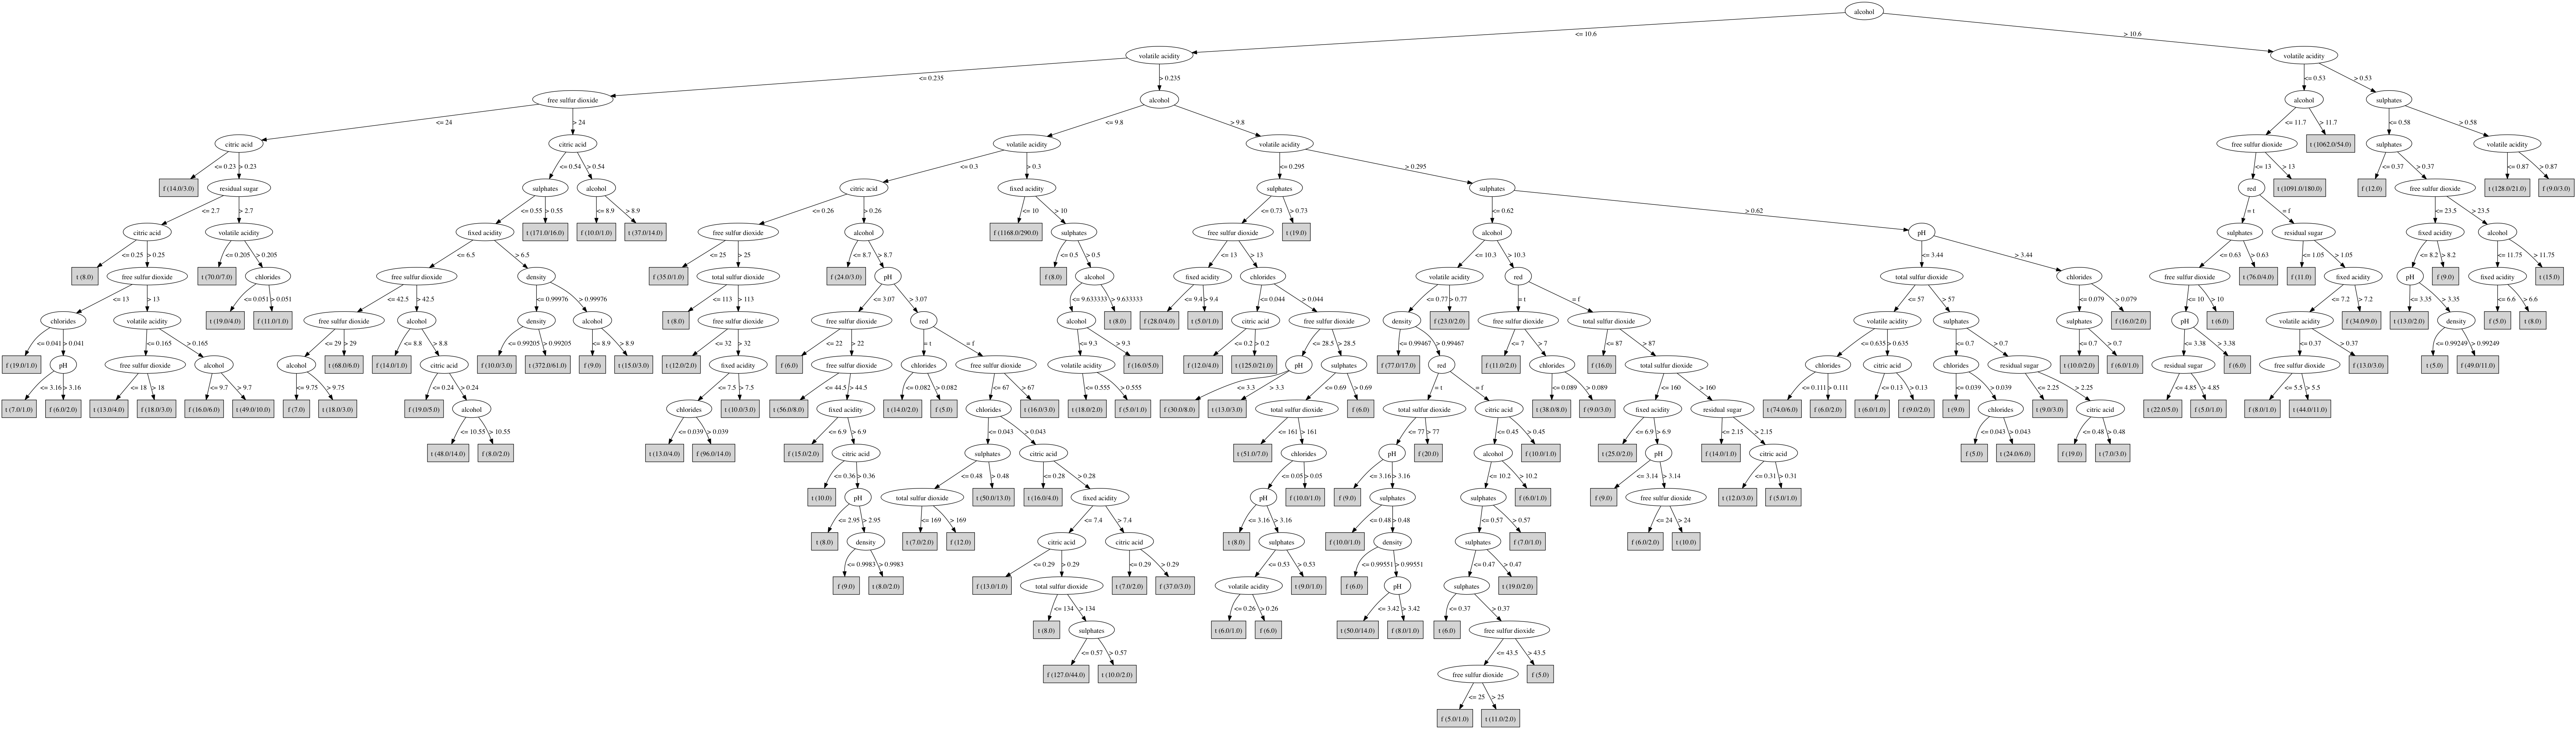 alcohol
<= 10.6 > 10.6
volatile acidity volatile acidity
<= 0.235 > 0.235 <= 0.53 > 0.53
free sulfur dioxide alcohol alcohol sulphates
<= 24 > 24 <= 9.8 > 9.8 <= 11.7 > 11.7 <= 0.58 > 0.58
citric acid citric acid volatile acidity volatile acidity free sulfur dioxide t (1062.0/54.0) sulphates volatile acidity
<= 0.23 > 0.23 <= 0.54 > 0.54 <= 0.3 > 0.3 <= 0.295 > 0.295 <= 13 > 13 <= 0.37 > 0.37 <= 0.87 > 0.87
f (14.0/3.0) residual sugar sulphates alcohol citric acid fixed acidity sulphates sulphates red t (1091.0/180.0) f (12.0) free sulfur dioxide t (128.0/21.0) f (9.0/3.0)
<= 2.7 > 2.7 <= 0.55 > 0.55 <= 8.9 > 8.9 <= 0.26 > 0.26 <= 10 > 10 <= 0.73 > 0.73 <= 0.62 > 0.62 = t = f <= 23.5 > 23.5
citric acid volatile acidity fixed acidity t (171.0/16.0) f (10.0/1.0) t (37.0/14.0) free sulfur dioxide alcohol f (1168.0/290.0) sulphates free sulfur dioxide t (19.0) alcohol pH sulphates residual sugar fixed acidity alcohol
<= 0.25 > 0.25 <= 0.205 > 0.205 <= 6.5 > 6.5 <= 25 > 25 <= 8.7 > 8.7 <= 0.5 > 0.5 <= 13 > 13 <= 10.3 > 10.3 <= 3.44 > 3.44 <= 0.63 > 0.63 <= 1.05 > 1.05 <= 8.2 > 8.2 <= 11.75 > 11.75
t (8.0) free sulfur dioxide t (70.0/7.0) chlorides free sulfur dioxide density f (35.0/1.0) total sulfur dioxide f (24.0/3.0) pH f (8.0) alcohol fixed acidity chlorides volatile acidity red total sulfur dioxide chlorides free sulfur dioxide t (76.0/4.0) f (11.0) fixed acidity pH f (9.0) fixed acidity t (15.0)
<= 13 > 13 <= 0.051 > 0.051 <= 42.5 > 42.5 <= 0.99976 > 0.99976 <= 113 > 113 <= 3.07 > 3.07 <= 9.633333 > 9.633333 <= 9.4 > 9.4 <= 0.044 > 0.044 <= 0.77 > 0.77 = t = f <= 57 > 57 <= 0.079 > 0.079 <= 10 > 10 <= 7.2 > 7.2 <= 3.35 > 3.35 <= 6.6 > 6.6
chlorides volatile acidity t (19.0/4.0) f (11.0/1.0) free sulfur dioxide alcohol density alcohol t (8.0) free sulfur dioxide free sulfur dioxide red alcohol t (8.0) f (28.0/4.0) t (5.0/1.0) citric acid free sulfur dioxide density f (23.0/2.0) free sulfur dioxide total sulfur dioxide volatile acidity sulphates sulphates f (16.0/2.0) pH t (6.0) volatile acidity f (34.0/9.0) t (13.0/2.0) density f (5.0) t (8.0)
<= 0.041 > 0.041 <= 0.165 > 0.165 <= 29 > 29 <= 8.8 > 8.8 <= 0.99205 > 0.99205 <= 8.9 > 8.9 <= 32 > 32 <= 22 > 22 = t = f <= 9.3 > 9.3 <= 0.2 > 0.2 <= 28.5 > 28.5 <= 0.99467 > 0.99467 <= 7 > 7 <= 87 > 87 <= 0.635 > 0.635 <= 0.7 > 0.7 <= 0.7 > 0.7 <= 3.38 > 3.38 <= 0.37 > 0.37 <= 0.99249 > 0.99249
f (19.0/1.0) pH free sulfur dioxide alcohol alcohol t (68.0/6.0) f (14.0/1.0) citric acid f (10.0/3.0) t (372.0/61.0) f (9.0) t (15.0/3.0) t (12.0/2.0) fixed acidity f (6.0) free sulfur dioxide chlorides free sulfur dioxide volatile acidity f (16.0/5.0) f (12.0/4.0) t (125.0/21.0) pH sulphates f (77.0/17.0) red f (11.0/2.0) chlorides f (16.0) total sulfur dioxide chlorides citric acid chlorides residual sugar t (10.0/2.0) f (6.0/1.0) residual sugar f (6.0) free sulfur dioxide f (13.0/3.0) t (5.0) f (49.0/11.0)
<= 3.16 > 3.16 <= 18 > 18 <= 9.7 > 9.7 <= 9.75 > 9.75 <= 0.24 > 0.24 <= 7.5 > 7.5 <= 44.5 > 44.5 <= 0.082 > 0.082 <= 67 > 67 <= 0.555 > 0.555 <= 3.3 > 3.3 <= 0.69 > 0.69 = t = f <= 0.089 > 0.089 <= 160 > 160 <= 0.111 > 0.111 <= 0.13 > 0.13 <= 0.039 > 0.039 <= 2.25 > 2.25 <= 4.85 > 4.85 <= 5.5 > 5.5
t (7.0/1.0) f (6.0/2.0) t (13.0/4.0) f (18.0/3.0) f (16.0/6.0) t (49.0/10.0) f (7.0) t (18.0/3.0) f (19.0/5.0) alcohol chlorides t (10.0/3.0) t (56.0/8.0) fixed acidity t (14.0/2.0) f (5.0) chlorides t (16.0/3.0) t (18.0/2.0) f (5.0/1.0) f (30.0/8.0) t (13.0/3.0) total sulfur dioxide f (6.0) total sulfur dioxide citric acid t (38.0/8.0) f (9.0/3.0) fixed acidity residual sugar t (74.0/6.0) f (6.0/2.0) t (6.0/1.0) f (9.0/2.0) t (9.0) chlorides t (9.0/3.0) citric acid t (22.0/5.0) f (5.0/1.0) f (8.0/1.0) t (44.0/11.0)
<= 10.55 > 10.55 <= 0.039 > 0.039 <= 6.9 > 6.9 <= 0.043 > 0.043 <= 161 > 161 <= 77 > 77 <= 0.45 > 0.45 <= 6.9 > 6.9 <= 2.15 > 2.15 <= 0.043 > 0.043 <= 0.48 > 0.48
t (48.0/14.0) f (8.0/2.0) t (13.0/4.0) f (96.0/14.0) f (15.0/2.0) citric acid sulphates citric acid t (51.0/7.0) chlorides pH f (20.0) alcohol f (10.0/1.0) t (25.0/2.0) pH f (14.0/1.0) citric acid f (5.0) t (24.0/6.0) f (19.0) t (7.0/3.0)
<= 0.36 > 0.36 <= 0.48 > 0.48 <= 0.28 > 0.28 <= 0.05 > 0.05 <= 3.16 > 3.16 <= 10.2 > 10.2 <= 3.14 > 3.14 <= 0.31 > 0.31
t (10.0) pH total sulfur dioxide t (50.0/13.0) t (16.0/4.0) fixed acidity pH f (10.0/1.0) f (9.0) sulphates sulphates f (6.0/1.0) f (9.0) free sulfur dioxide t (12.0/3.0) f (5.0/1.0)
<= 2.95 > 2.95 <= 169 > 169 <= 7.4 > 7.4 <= 3.16 > 3.16 <= 0.48 > 0.48 <= 0.57 > 0.57 <= 24 > 24
t (8.0) density t (7.0/2.0) f (12.0) citric acid citric acid t (8.0) sulphates f (10.0/1.0) density sulphates f (7.0/1.0) f (6.0/2.0) t (10.0)
<= 0.9983 > 0.9983 <= 0.29 > 0.29 <= 0.29 > 0.29 <= 0.53 > 0.53 <= 0.99551 > 0.99551 <= 0.47 > 0.47
f (9.0) t (8.0/2.0) f (13.0/1.0) total sulfur dioxide t (7.0/2.0) f (37.0/3.0) volatile acidity t (9.0/1.0) f (6.0) pH sulphates t (19.0/2.0)
<= 134 > 134 <= 0.26 > 0.26 <= 3.42 > 3.42 <= 0.37 > 0.37
t (8.0) sulphates t (6.0/1.0) f (6.0) t (50.0/14.0) f (8.0/1.0) t (6.0) free sulfur dioxide
<= 0.57 > 0.57 <= 43.5 > 43.5
f (127.0/44.0) t (10.0/2.0) free sulfur dioxide f (5.0)
<= 25 > 25
f (5.0/1.0) t (11.0/2.0)